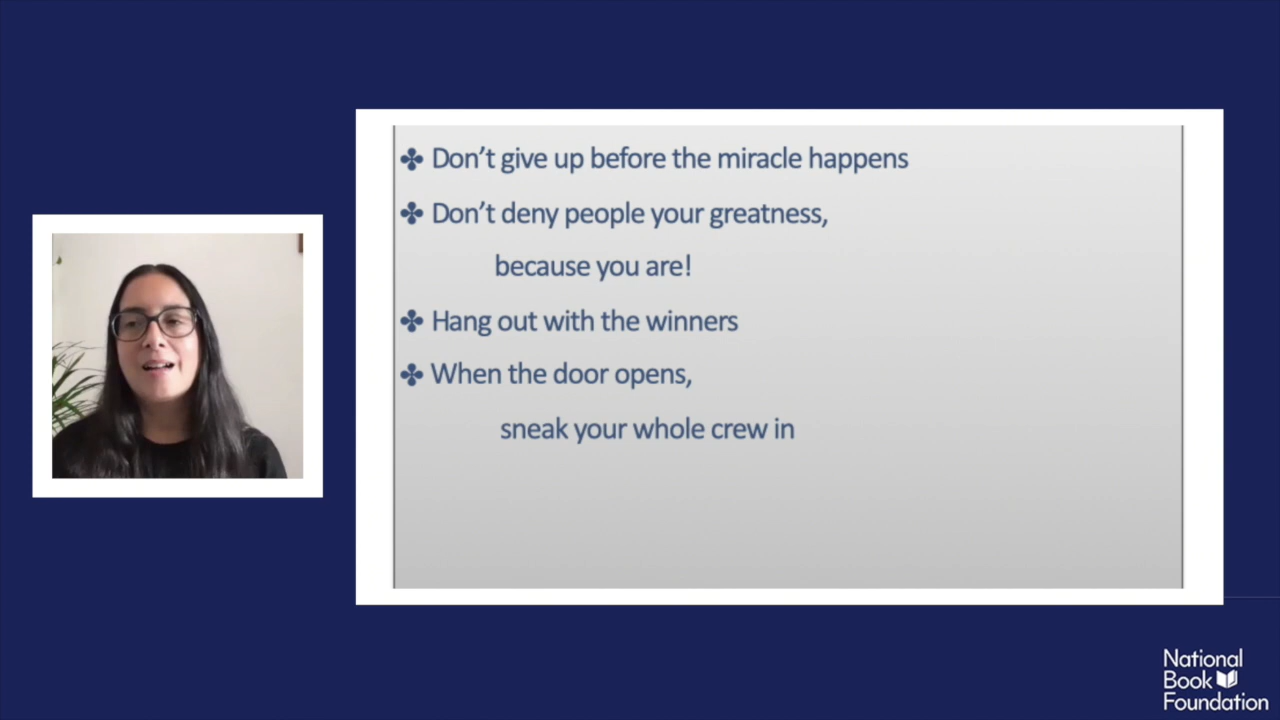 ✤ Don't give up before the miracle happens
✤ Don't deny people your greatness,
because you are!
✤ Hang out with the winners
✤ When the door opens,
sneak your whole crew in
National
Book
Foundation